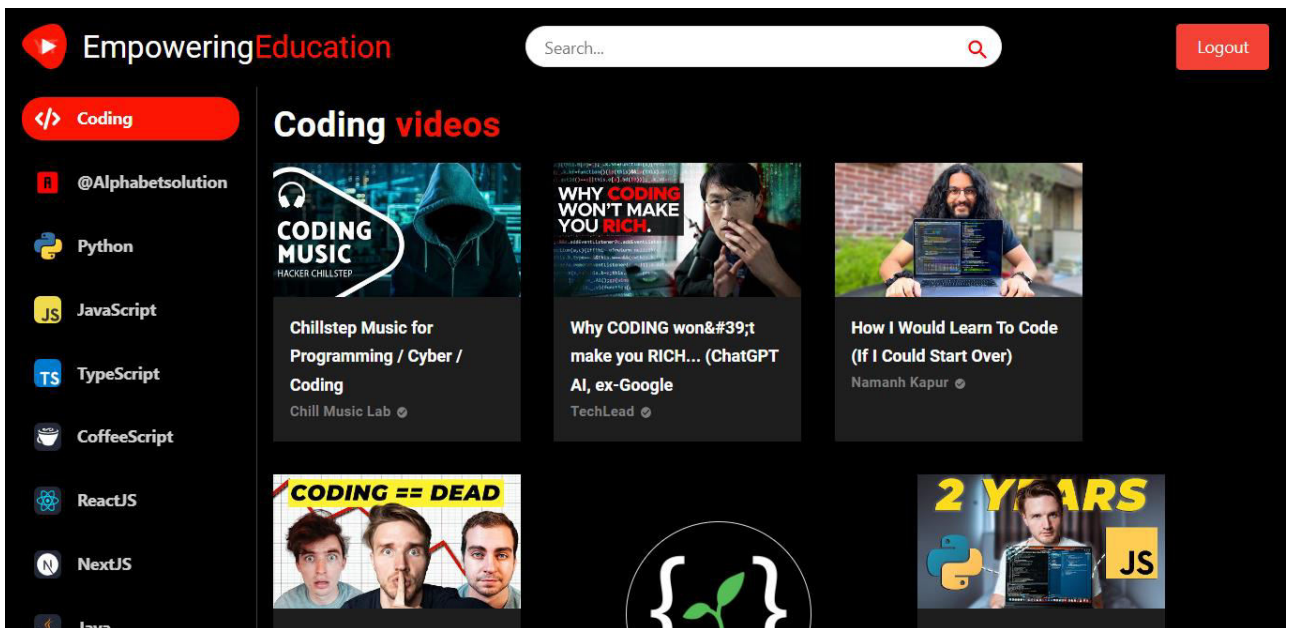 EmpoweringEducation
Search...
Logout
Coding
@Alphabetsolution
Python
JS
JavaScript
TS
TypeScript
CoffeeScript
ReactJS
N
NextJS
Java
Coding videos
CODING
MUSIC
HACKER CHILLSTEP
Chillstep Music for
Programming / Cyber /
Coding
Chill Music Lab
WHY CODING
WON'T MAKE
YOU RICH.
Why CODING won&#39;t
make you RICH... (ChatGPT
AI, ex-Google
TechLead
How I Would Learn To Code
(If I Could Start Over)
Namanh Kapur
CODING == DEAD
{ }
2 YEARS
JS